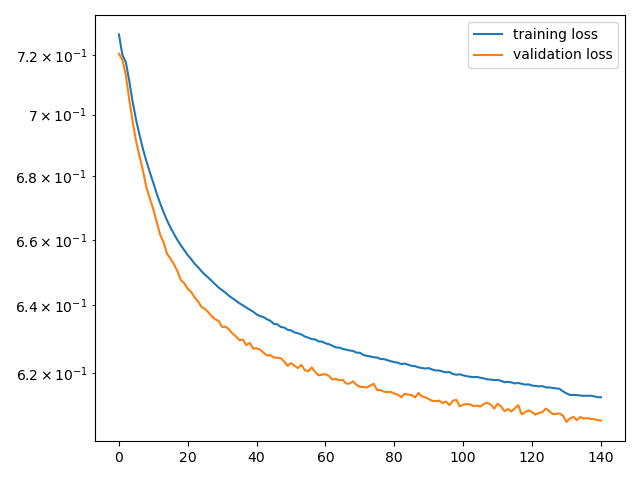 training loss
validation loss
7.2 × 10⁻¹
7 × 10⁻¹
6.8 × 10⁻¹
6.6 × 10⁻¹
6.4 × 10⁻¹
6.2 × 10⁻¹
0 20 40 60 80 100 120 140